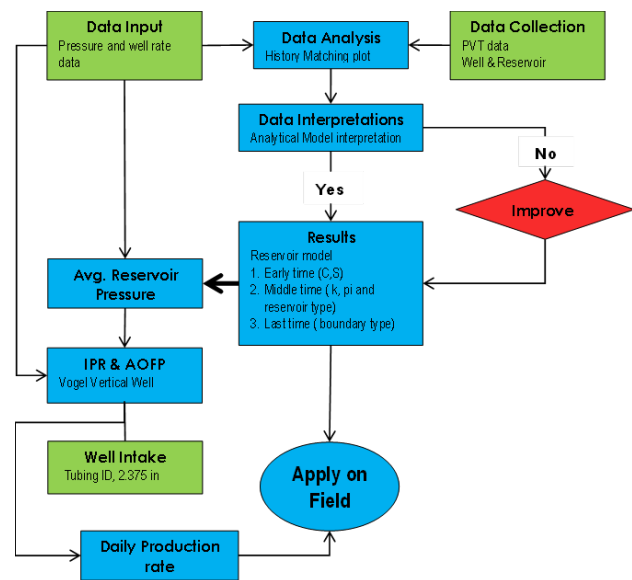 Data Input
Pressure and well rate
data
Data Analysis
History Matching plot
Data Collection
PVT data
Well & Reservoir
Data Interpretations
Analytical Model interpretation
No
Yes
Improve
Results
Reservoir model
1. Early time (C,S)
2. Middle time ( k, pi and
reservoir type)
3. Last time ( boundary type)
Avg. Reservoir
Pressure
IPR & AOFP
Vogel Vertical Well
Well Intake
Tubing ID, 2.375 in
Apply on
Field
Daily Production
rate